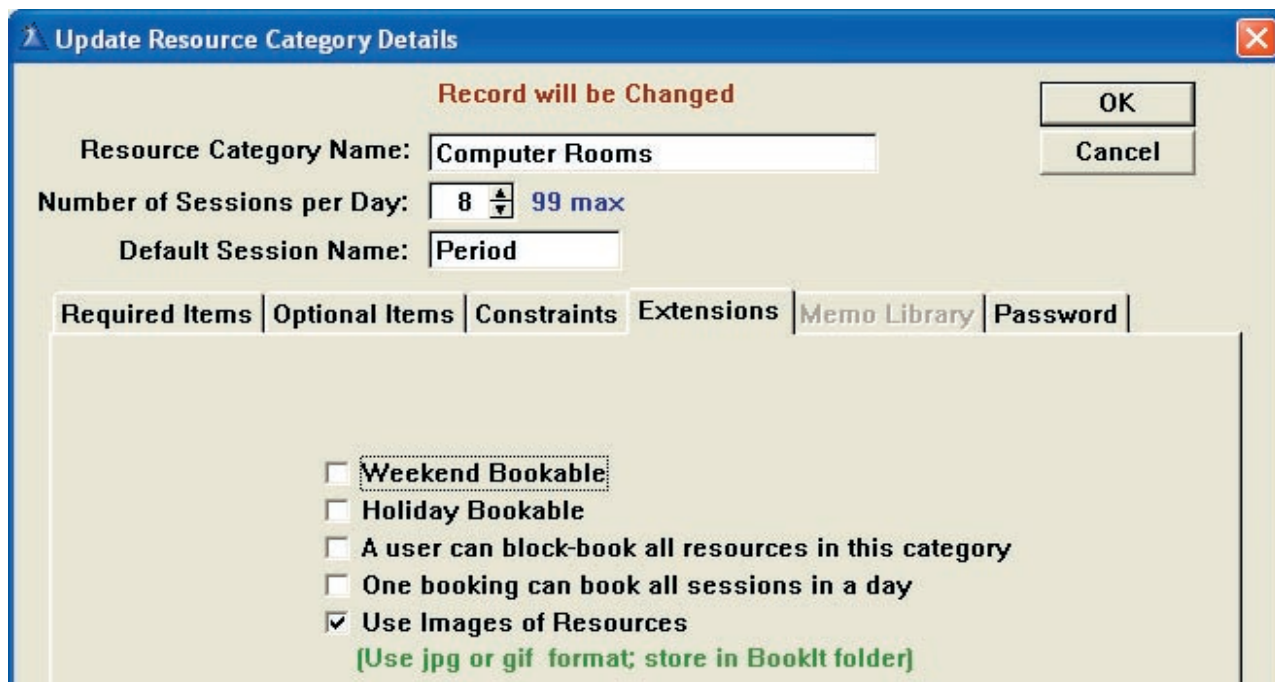 Update Resource Category Details
Record will be Changed
OK
Resource Category Name: Computer Rooms
Cancel
Number of Sessions per Day: 8 99 max
Default Session Name: Period
Required Items Optional Items Constraints Extensions Memo Library Password
Weekend Bookable
Holiday Bookable
A user can block-book all resources in this category
One booking can book all sessions in a day
Use Images of Resources
(Use jpg or gif format; store in BookIt folder)